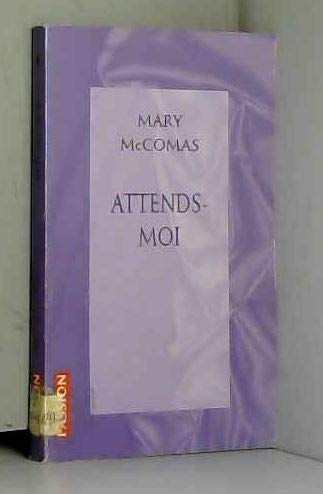 MARY
McCOMAS
ATTENDS-
MOI
PASSION